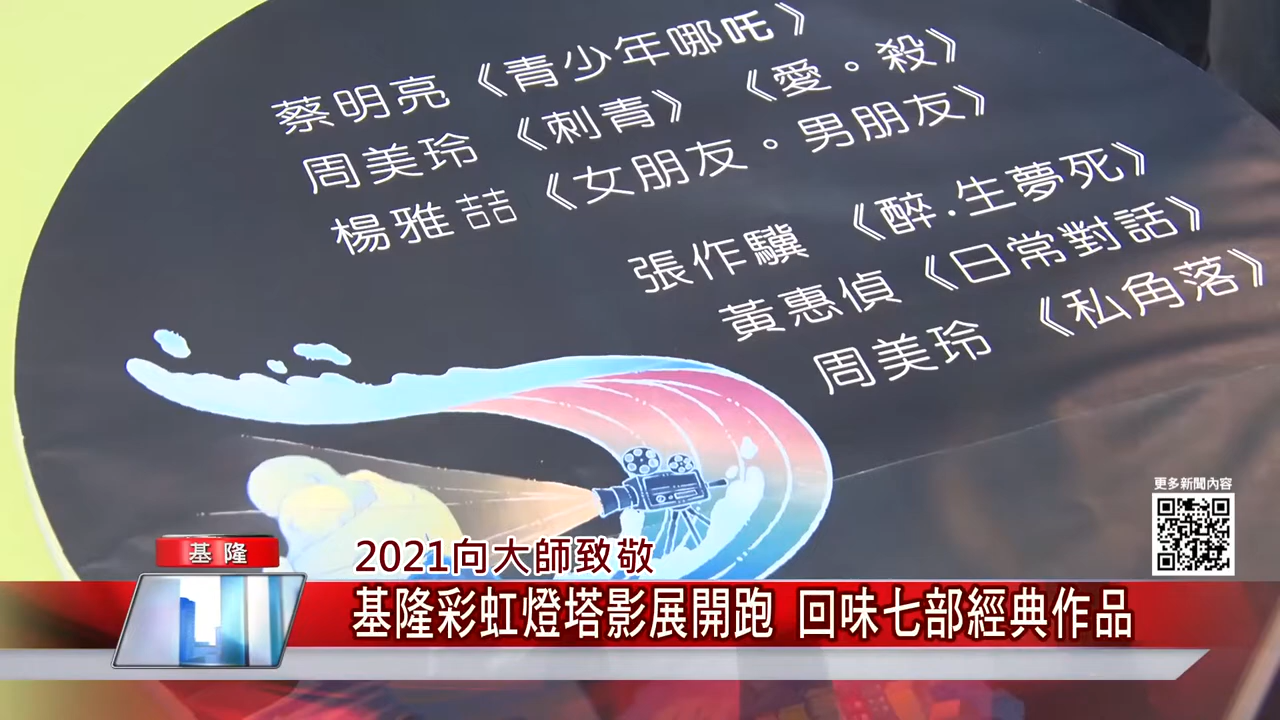 蔡明亮《青少年哪吒》
周美玲《刺青》《愛。殺》
楊雅喆《女朋友。男朋友》
張作驥《醉.生夢死》
黃惠偵《日常對話》
周美玲《私角落》
更多新聞內容
基隆
2021向大師致敬
基隆彩虹燈塔影展開跑 回味七部經典作品